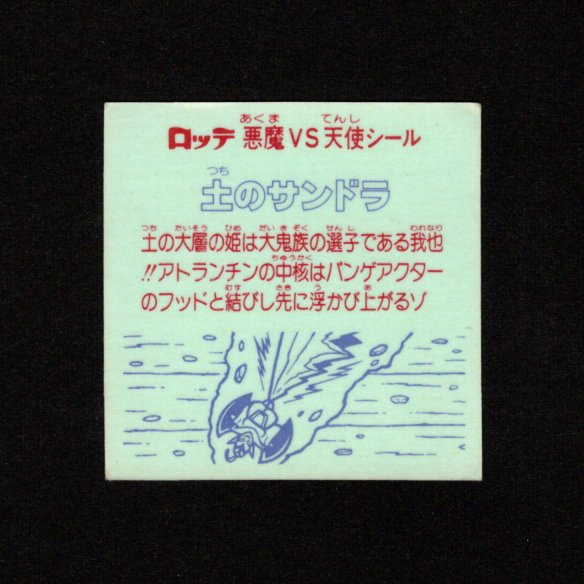 あくま てんし
ロッテ 悪魔VS天使シール
つち
土のサンドラ
つち だいそう ひめ だいきぞく せんし われなり
土の大層の姫は大鬼族の選子である我也
ちゅうかく
!!アトランチンの中核はパンゲアクター
むす さき う あ
のフッドと結びし先に浮かび上がるゾ